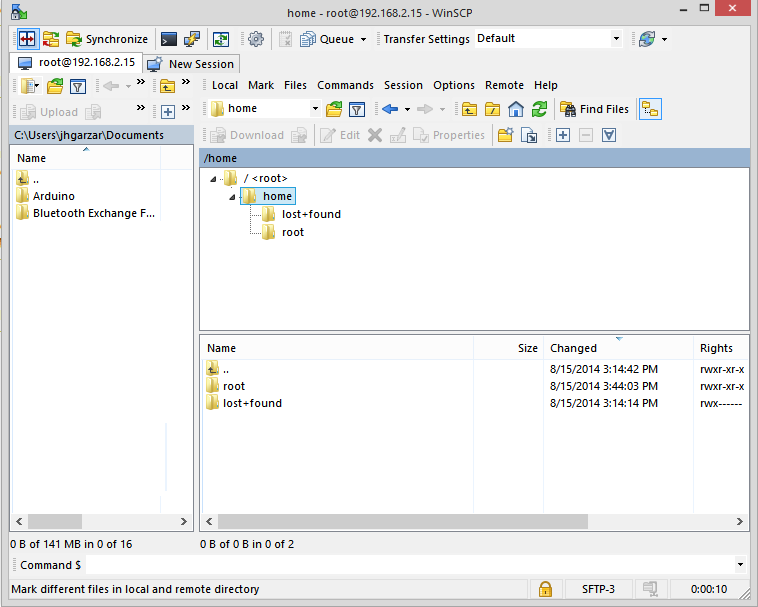 home - root@192.168.2.15 - WinSCP
Synchronize
Queue
Transfer Settings Default
root@192.168.2.15
New Session
Local Mark Files Commands Session Options Remote Help
home
Find Files
Upload
Download
Edit
Properties
C:\Users\jhgarzar\Documents
Name
..
Arduino
Bluetooth Exchange F...
/home
/ <root>
home
lost+found
root
Name Size Changed Rights
.. 8/15/2014 3:14:42 PM rwxr-xr-x
root 8/15/2014 3:44:03 PM rwxr-xr-x
lost+found 8/15/2014 3:14:14 PM rwx------
0 B of 141 MB in 0 of 16
0 B of 0 B in 0 of 2
Command $
Mark different files in local and remote directory
SFTP-3
0:00:10